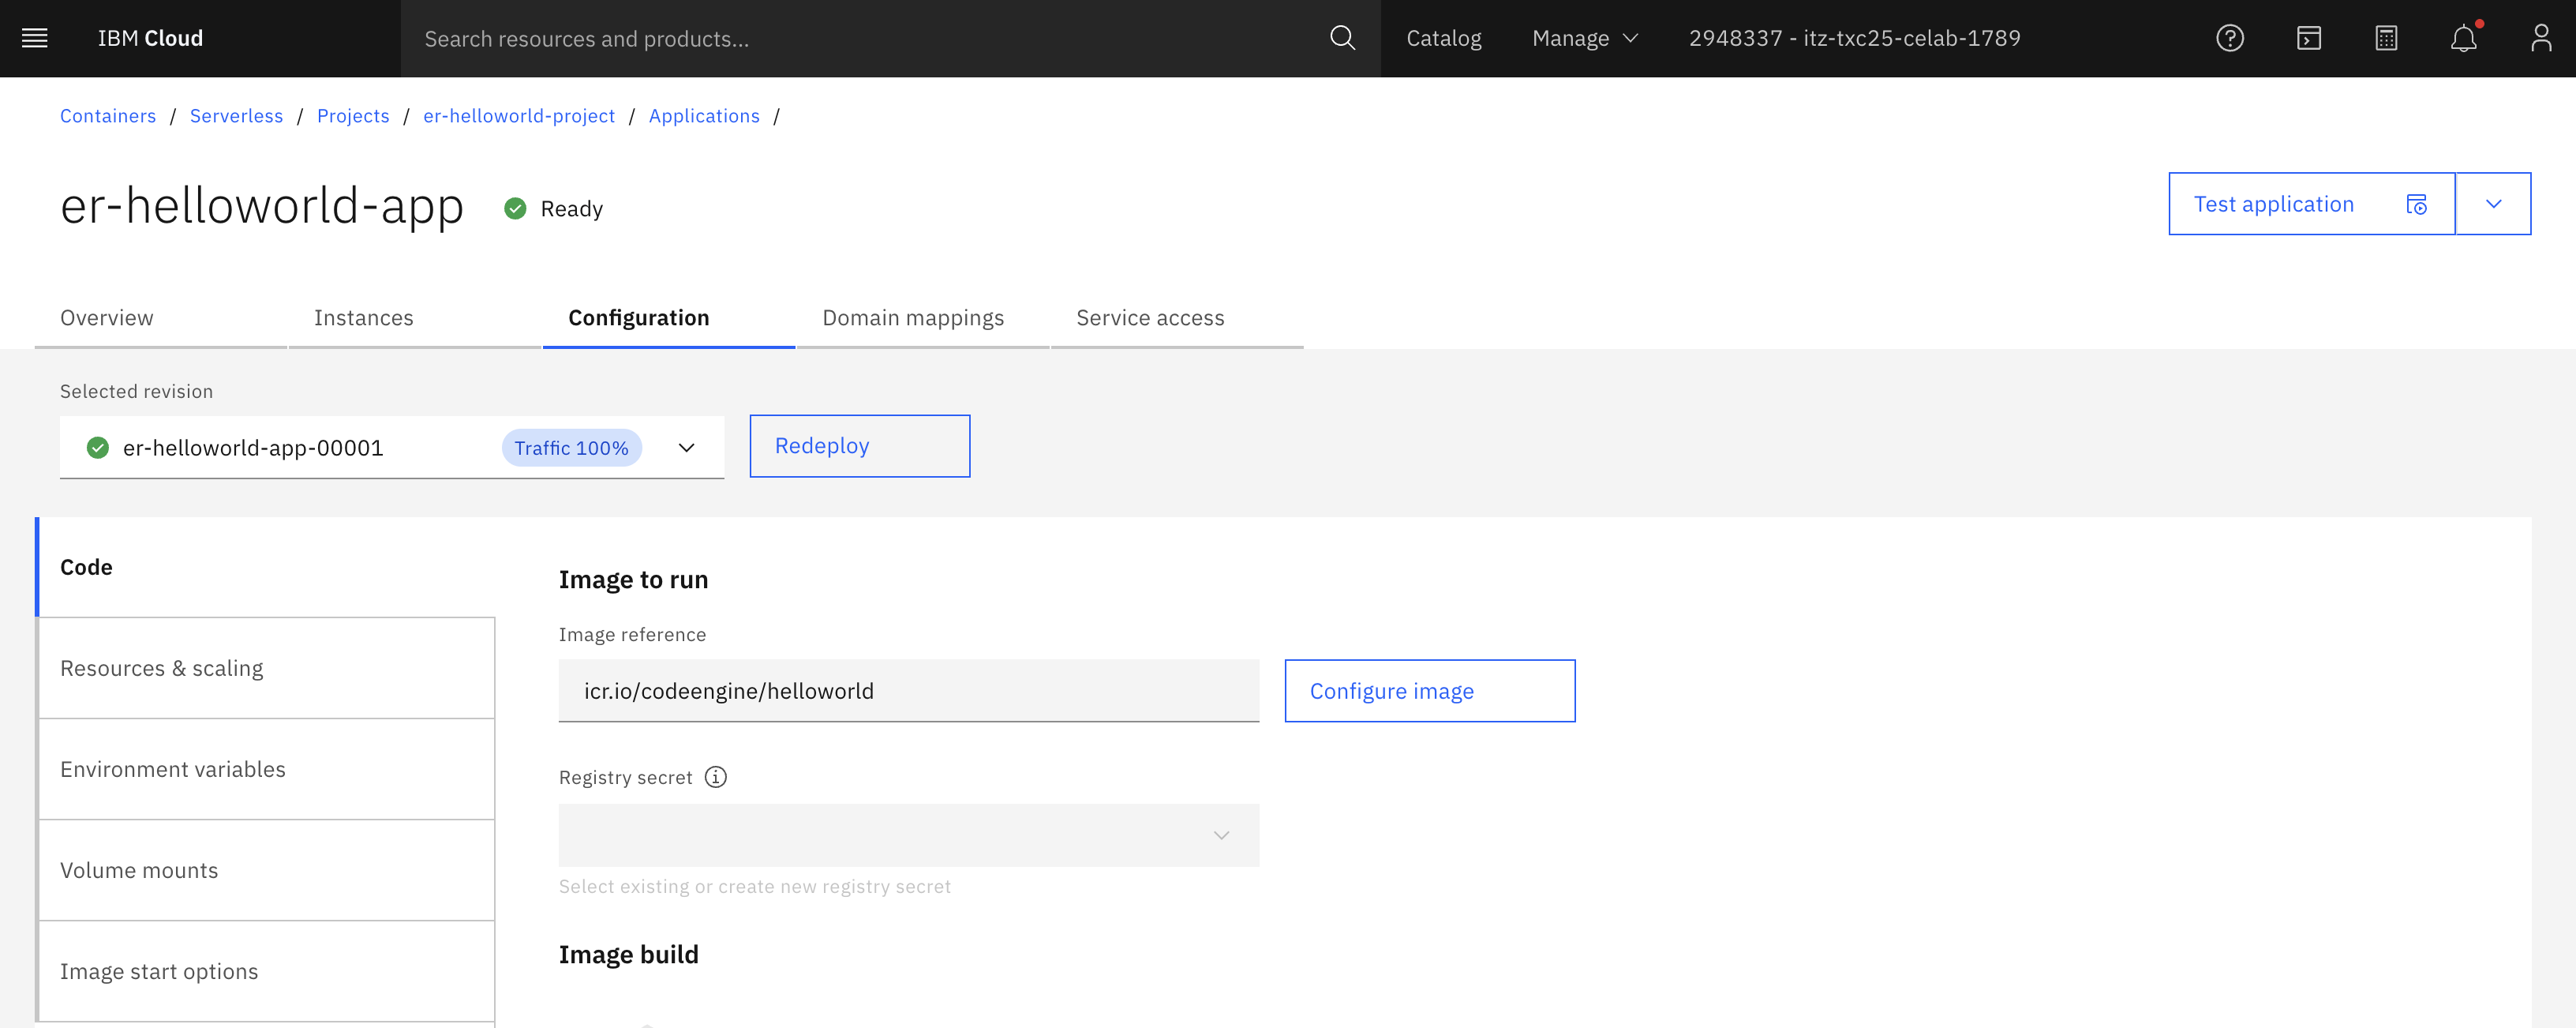 IBM Cloud
Search resources and products...
Catalog
Manage
2948337 - itz-txc25-celab-1789
Containers / Serverless / Projects / er-helloworld-project / Applications /
er-helloworld-app
Ready
Test application
Overview
Instances
Configuration
Domain mappings
Service access
Selected revision
er-helloworld-app-00001
Traffic 100%
Redeploy
Code
Resources & scaling
Environment variables
Volume mounts
Image start options
Image to run
Image reference
icr.io/codeengine/helloworld
Configure image
Registry secret
Select existing or create new registry secret
Image build